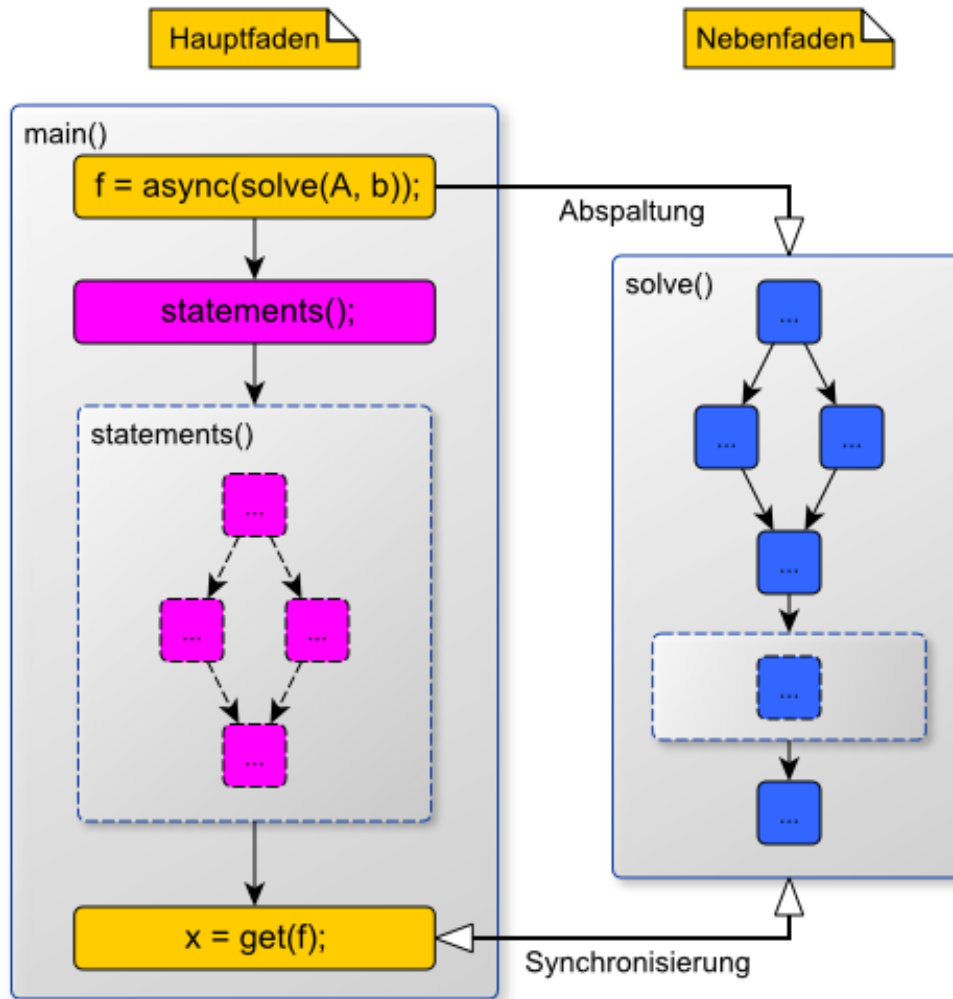 Hauptfaden
Nebenfaden
main()
f = async(solve(A, b));
Abspaltung
statements();
statements()
...
...
...
...
x = get(f);
solve()
...
...
...
...
...
...
Synchronisierung